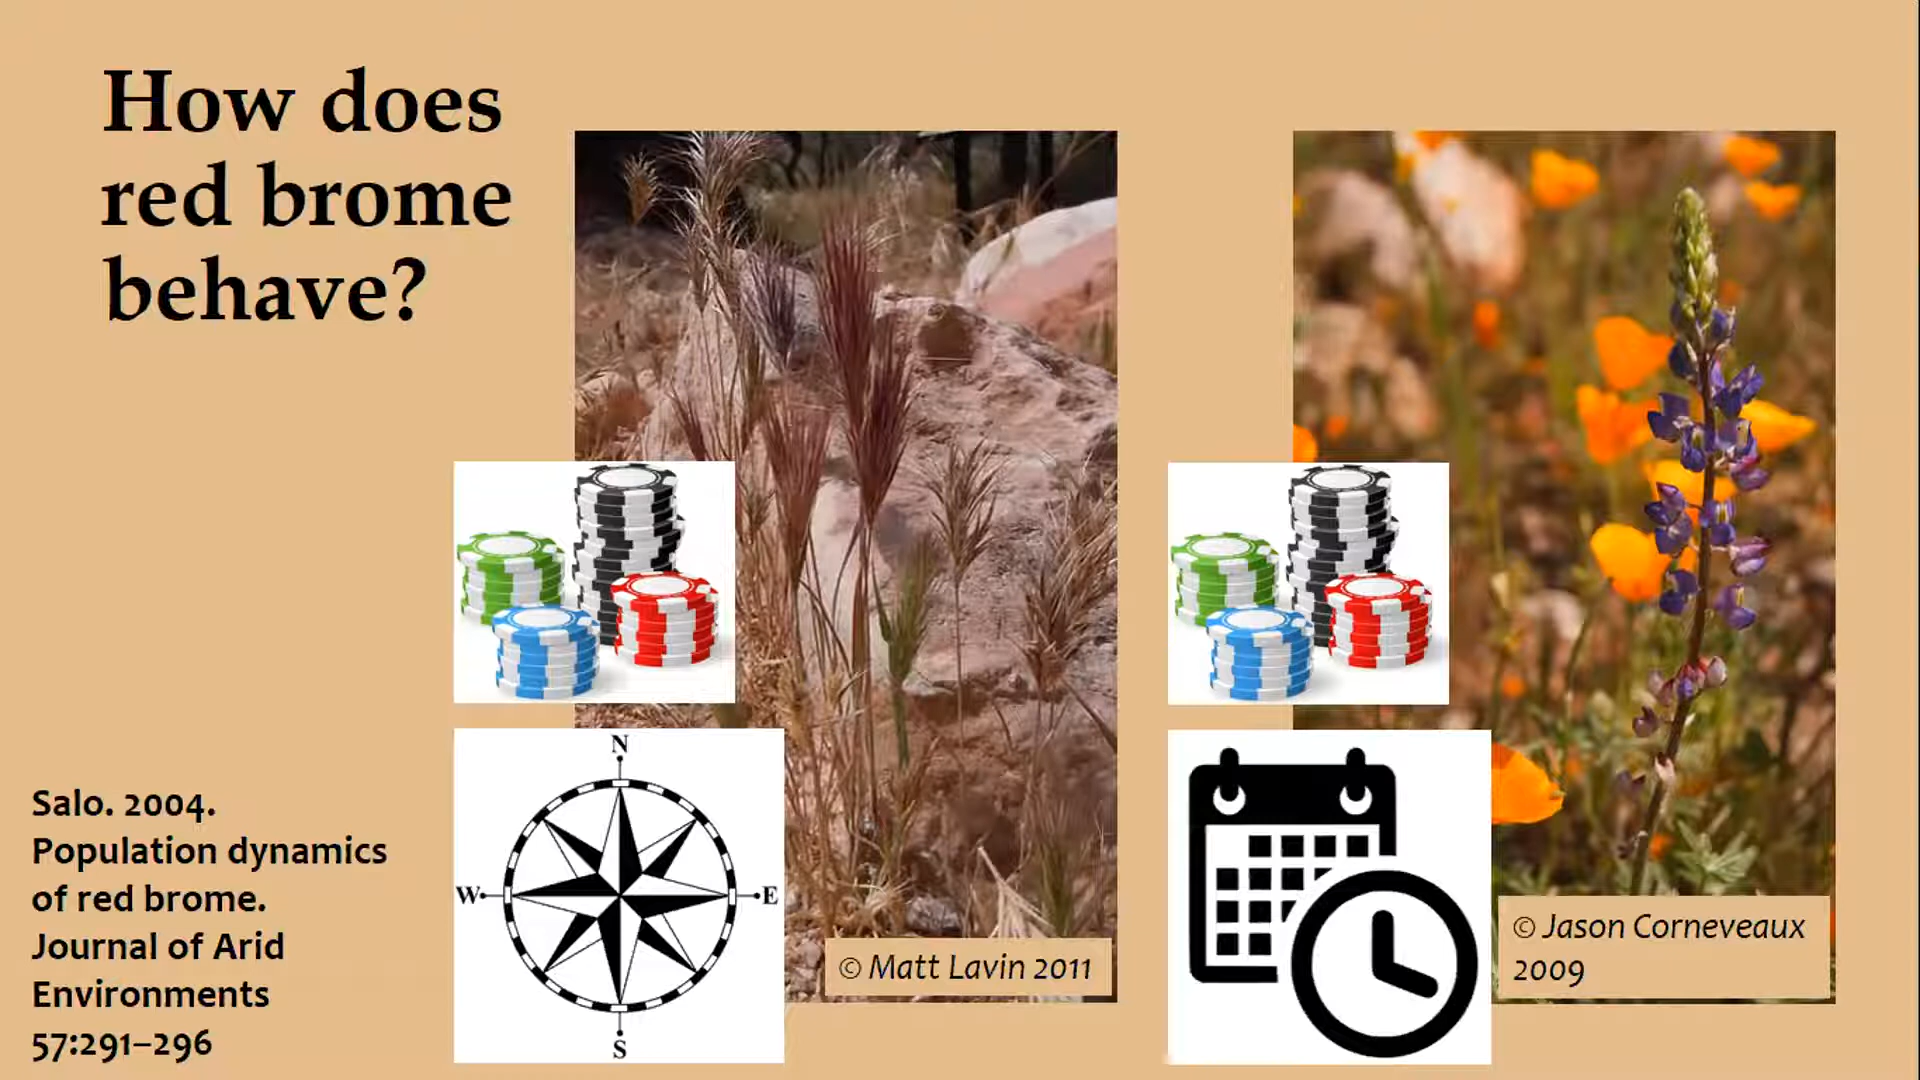 How does
red brome
behave?
Salo. 2004.
Population dynamics
of red brome.
Journal of Arid
Environments
57:291–296
N
W
E
S
© Matt Lavin 2011
© Jason Corneveaux
2009